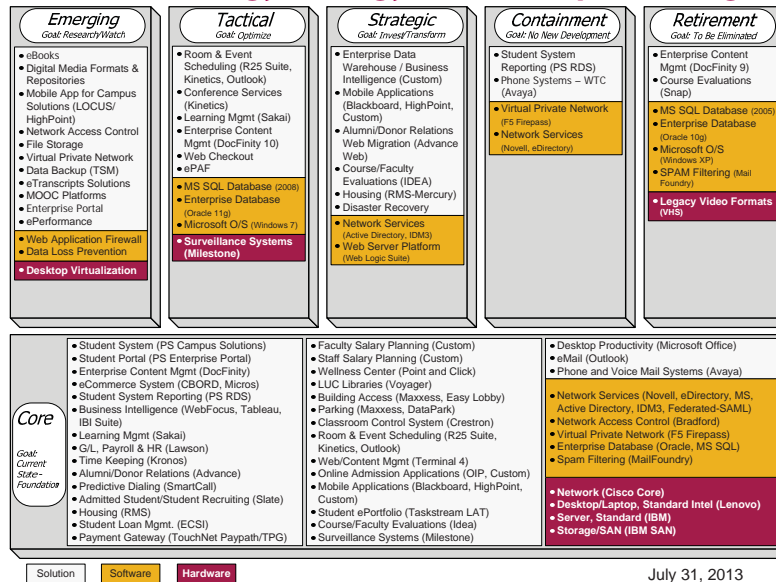 Emerging
Goal: Research/Watch
• eBooks
• Digital Media Formats &
Repositories
• Mobile App for Campus
Solutions (LOCUS/
HighPoint)
• Network Access Control
• File Storage
• Virtual Private Network
• Data Backup (TSM)
• eTranscripts Solutions
• MOOC Platforms
• Enterprise Portal
• ePerformance
• Web Application Firewall
• Data Loss Prevention
• Desktop Virtualization
Tactical
Goal: Optimize
• Room & Event
Scheduling (R25 Suite,
Kinetics, Outlook)
• Conference Services
(Kinetics)
• Learning Mgmt (Sakai)
• Enterprise Content
Mgmt (DocFinity 10)
• Web Checkout
• ePAF
• MS SQL Database (2008)
• Enterprise Database
(Oracle 11g)
• Microsoft O/S (Windows 7)
• Surveillance Systems
(Milestone)
Strategic
Goal: Invest/Transform
• Enterprise Data
Warehouse / Business
Intelligence (Custom)
• Mobile Applications
(Blackboard, HighPoint,
Custom)
• Alumni/Donor Relations
Web Migration (Advance
Web)
• Course/Faculty
Evaluations (IDEA)
• Housing (RMS-Mercury)
• Disaster Recovery
• Network Services
(Active Directory, IDM3)
• Web Server Platform
(Web Logic Suite)
Containment
Goal: No New Development
• Student System
Reporting (PS RDS)
• Phone Systems – WTC
(Avaya)
• Virtual Private Network
(F5 Firepass)
• Network Services
(Novell, eDirectory)
Retirement
Goal: To Be Eliminated
• Enterprise Content
Mgmt (DocFinity 9)
• Course Evaluations
(Snap)
• MS SQL Database (2005)
• Enterprise Database
(Oracle 10g)
• Microsoft O/S
(Windows XP)
• SPAM Filtering (Mail
Foundry)
• Legacy Video Formats
(VHS)
Core
Goal:
Current
State –
Foundation
• Student System (PS Campus Solutions)
• Student Portal (PS Enterprise Portal)
• Enterprise Content Mgmt (DocFinity)
• eCommerce System (CBORD, Micros)
• Student System Reporting (PS RDS)
• Business Intelligence (WebFocus, Tableau,
IBI Suite)
• Learning Mgmt (Sakai)
• G/L, Payroll & HR (Lawson)
• Time Keeping (Kronos)
• Alumni/Donor Relations (Advance)
• Predictive Dialing (SmartCall)
• Admitted Student/Student Recruiting (Slate)
• Housing (RMS)
• Student Loan Mgmt. (ECSI)
• Payment Gateway (TouchNet Paypath/TPG)
• Faculty Salary Planning (Custom)
• Staff Salary Planning (Custom)
• Wellness Center (Point and Click)
• LUC Libraries (Voyager)
• Building Access (Maxxess, Easy Lobby)
• Parking (Maxxess, DataPark)
• Classroom Control System (Crestron)
• Room & Event Scheduling (R25 Suite,
Kinetics, Outlook)
• Web/Content Mgmt (Terminal 4)
• Online Admission Applications (OIP, Custom)
• Mobile Applications (Blackboard, HighPoint,
Custom)
• Student ePortfolio (Taskstream LAT)
• Course/Faculty Evaluations (Idea)
• Surveillance Systems (Milestone)
• Desktop Productivity (Microsoft Office)
• eMail (Outlook)
• Phone and Voice Mail Systems (Avaya)
• Network Services (Novell, eDirectory, MS,
Active Directory, IDM3, Federated-SAML)
• Network Access Control (Bradford)
• Virtual Private Network (F5 Firepass)
• Enterprise Database (Oracle, MS SQL)
• Spam Filtering (MailFoundry)
• Network (Cisco Core)
• Desktop/Laptop, Standard Intel (Lenovo)
• Server, Standard (IBM)
• Storage/SAN (IBM SAN)
Solution
Software
Hardware
July 31, 2013